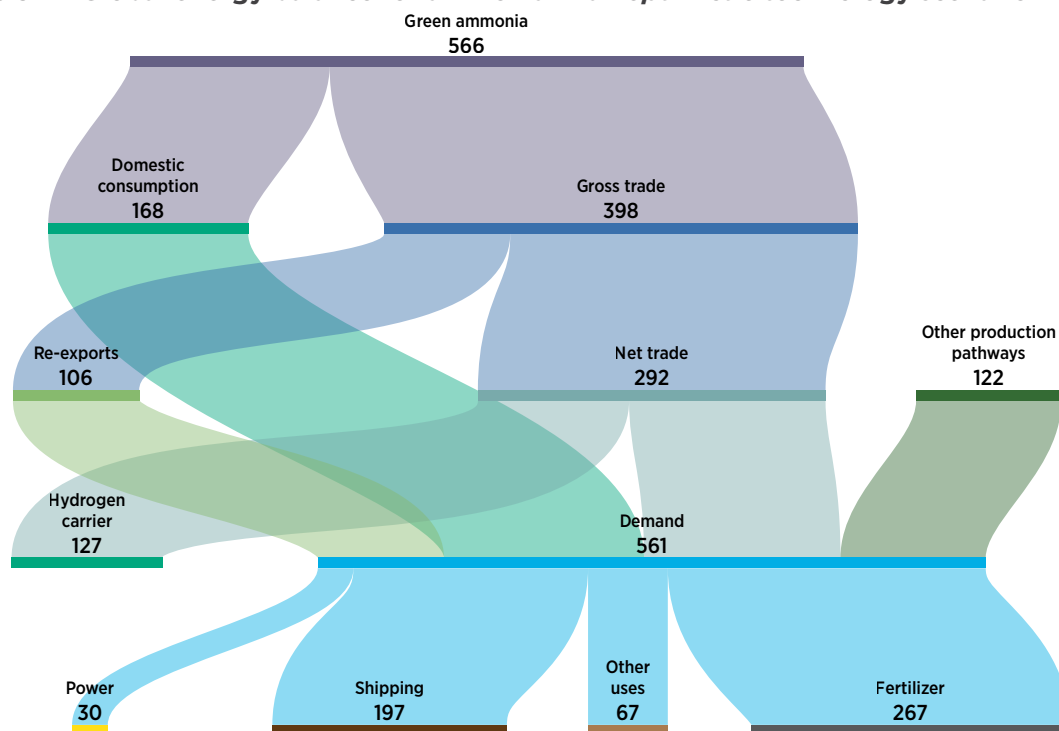 Green ammonia
566
Domestic
consumption
168
Gross trade
398
Re-exports
106
Net trade
292
Other production
pathways
122
Hydrogen
carrier
127
Demand
561
Power
30
Shipping
197
Other
uses
67
Fertilizer
267